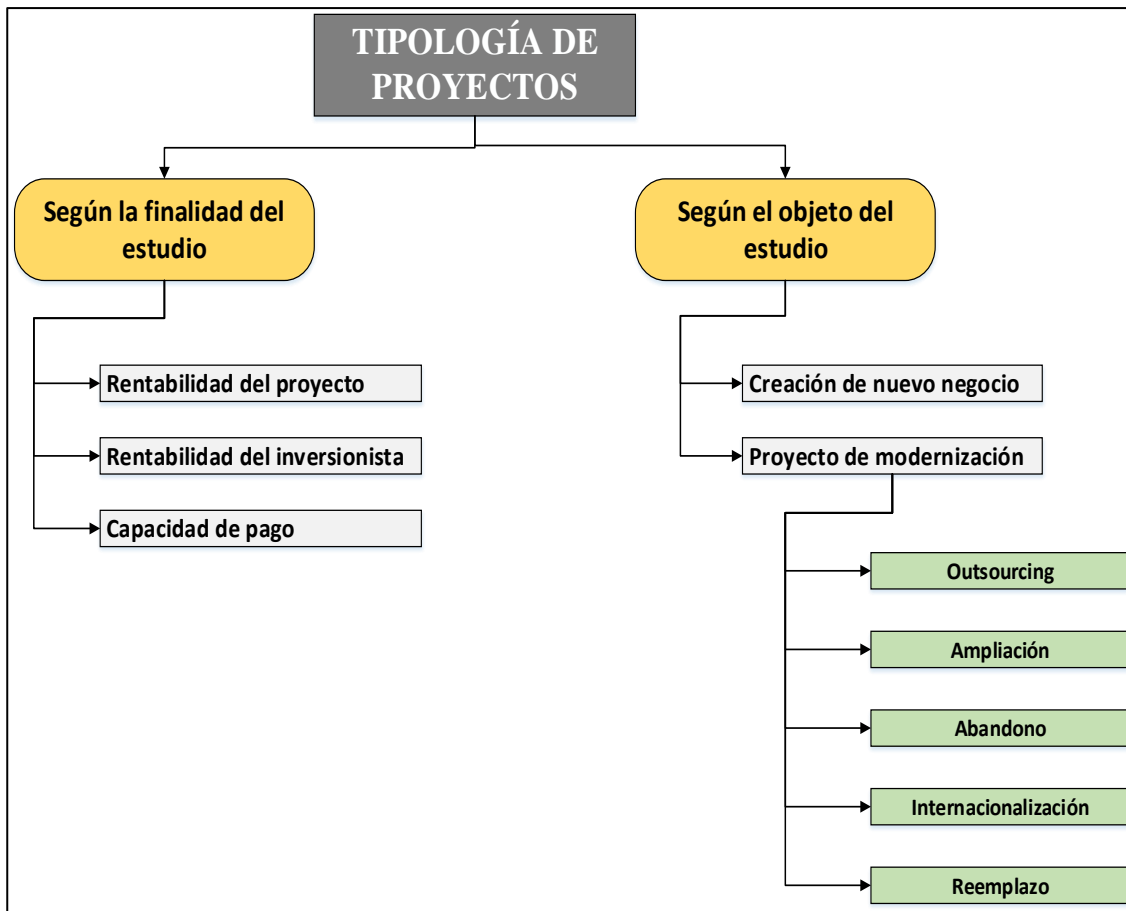 TIPOLOGÍA DE
PROYECTOS
Según la finalidad del
estudio
Rentabilidad del proyecto
Rentabilidad del inversionista
Capacidad de pago
Según el objeto del
estudio
Creación de nuevo negocio
Proyecto de modernización
Outsourcing
Ampliación
Abandono
Internacionalización
Reemplazo